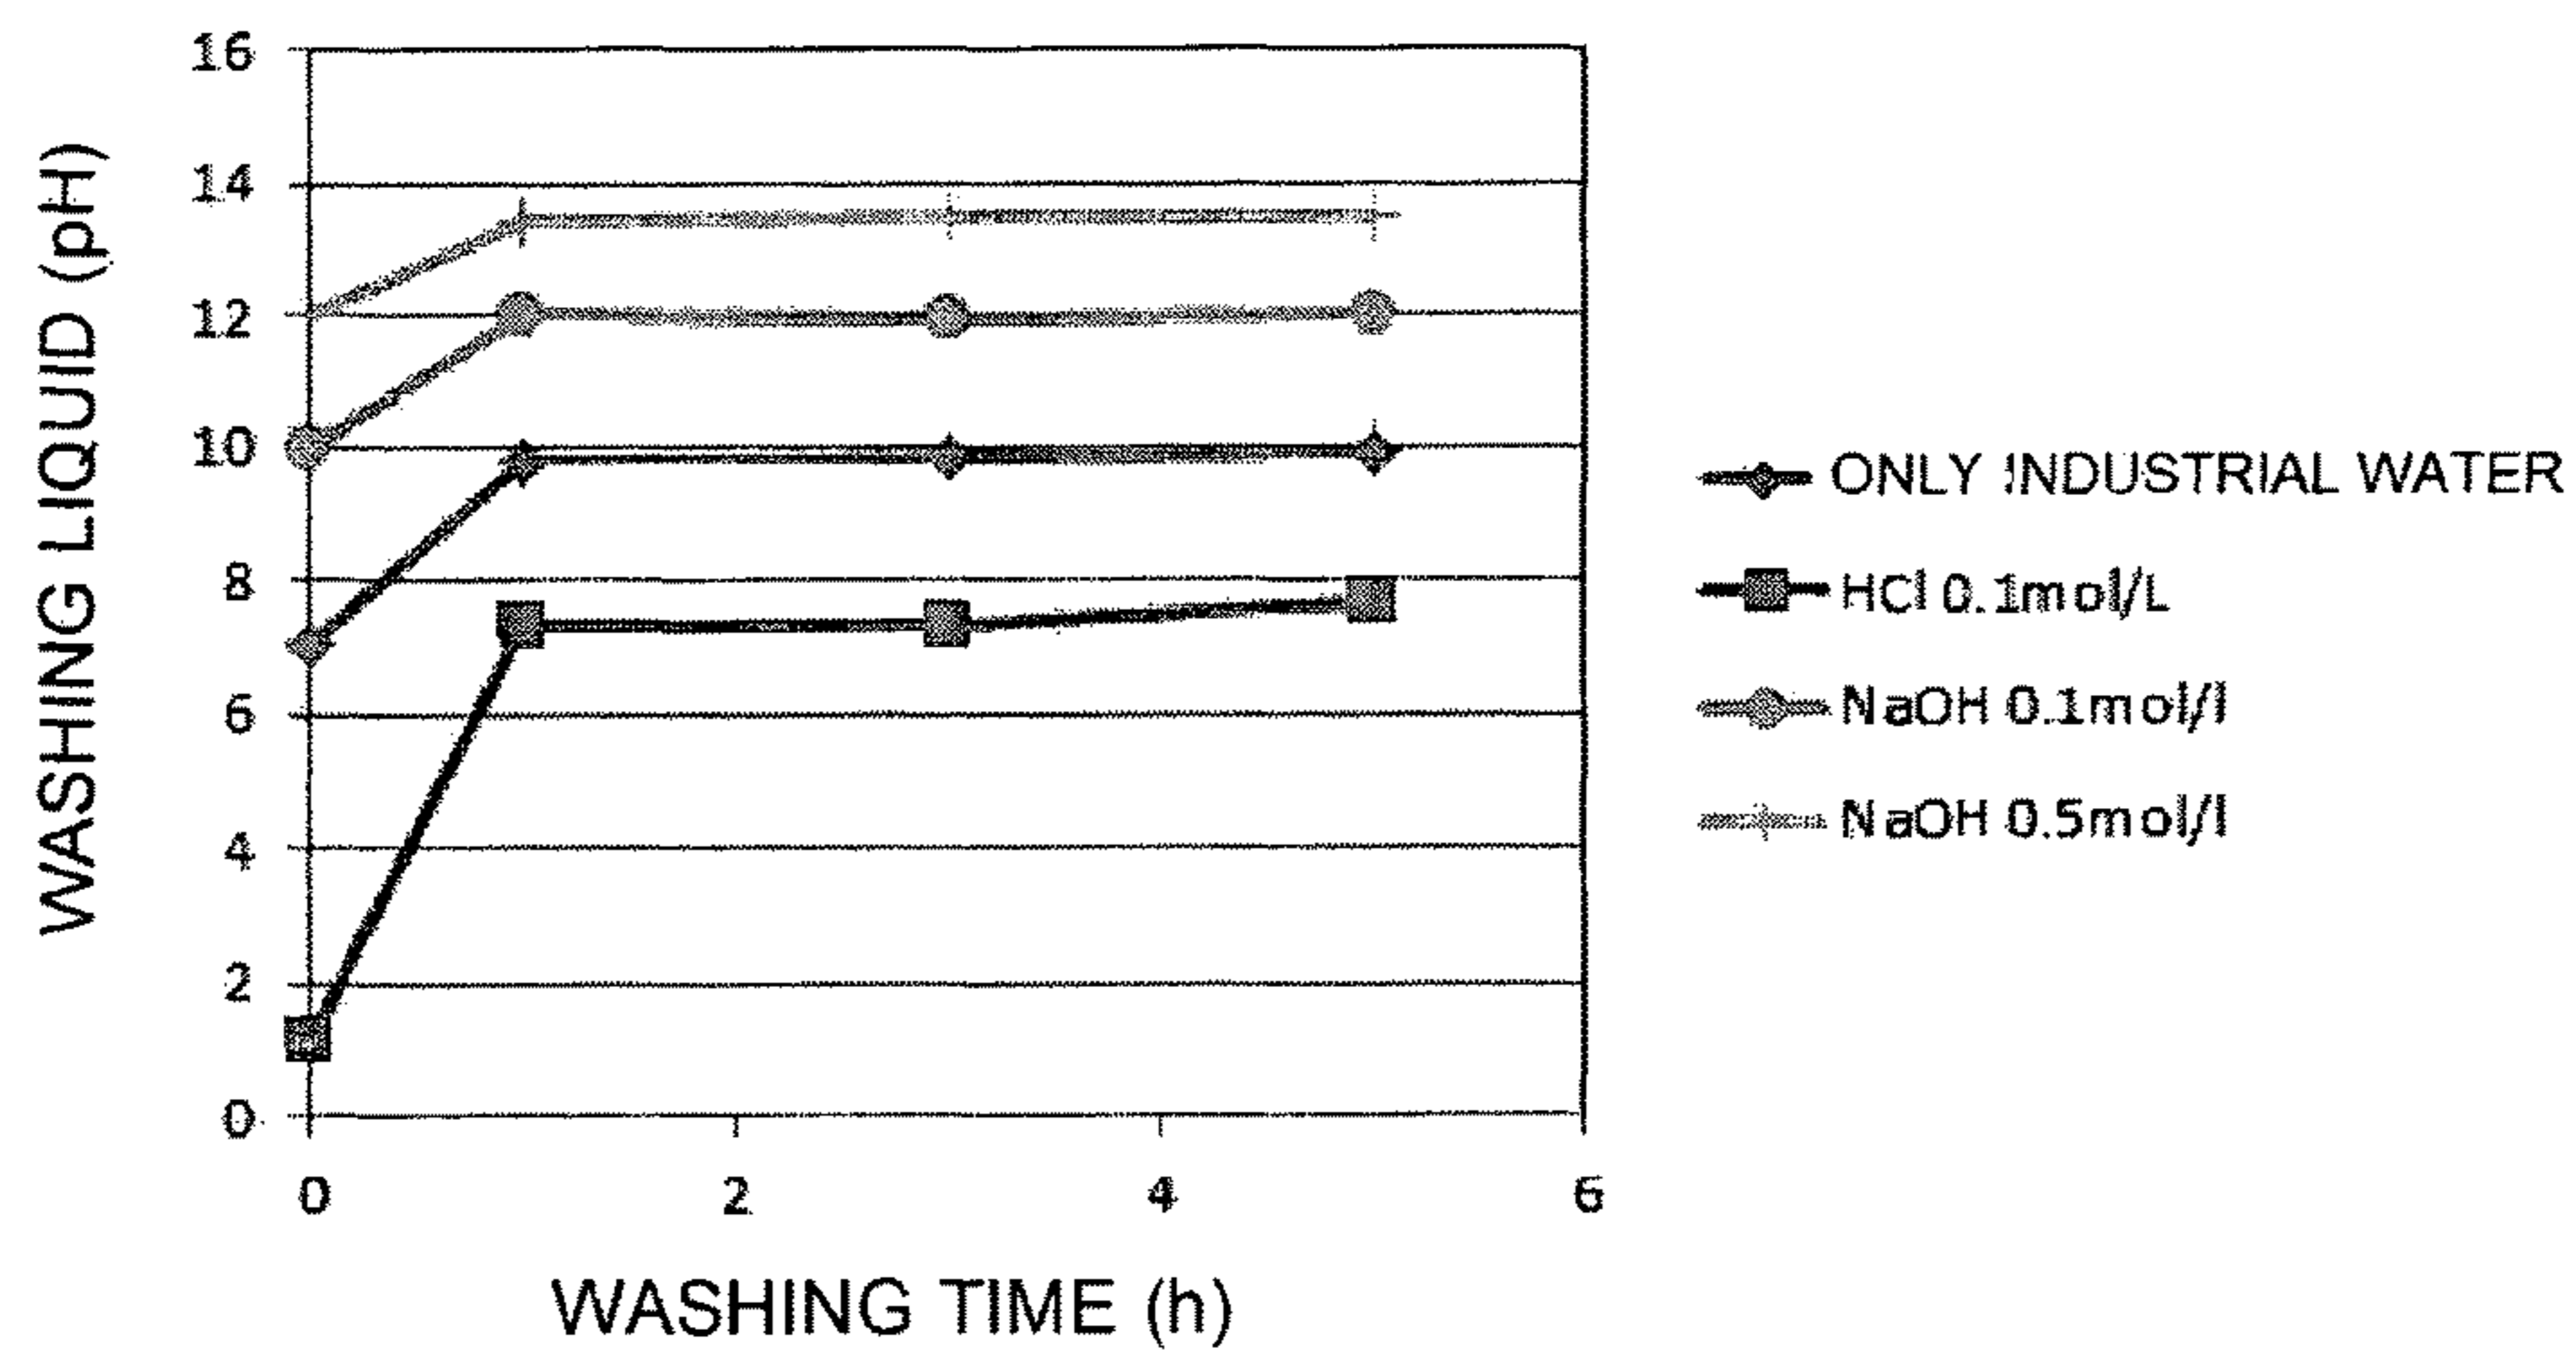 WASHING LIQUID (pH)
16
14
12
10
8
6
4
2
0
0 2 4 6
WASHING TIME (h)
ONLY INDUSTRIAL WATER
HCl 0.1mol/L
NaOH 0.1mol/l
NaOH 0.5mol/l